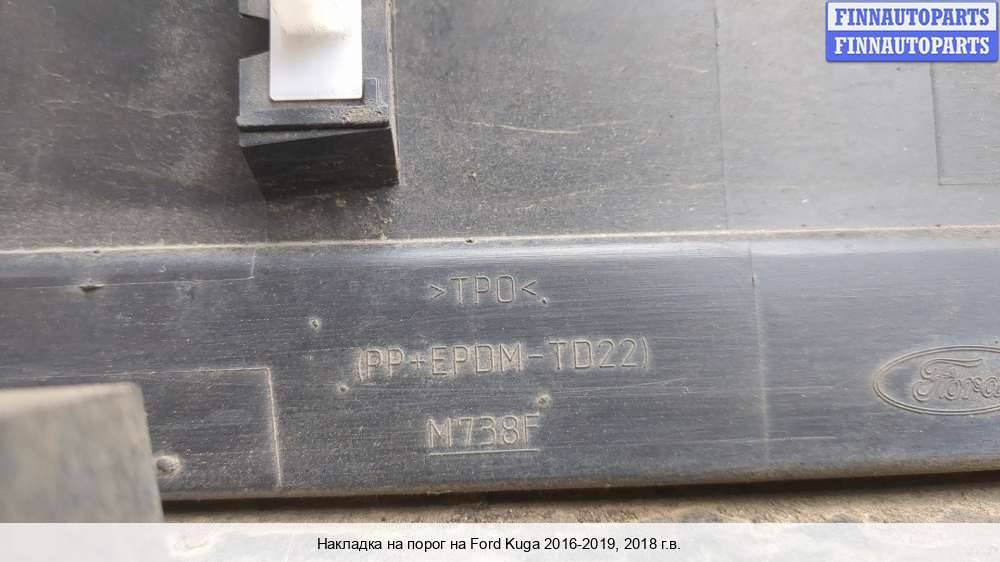 FINNAUTOPARTS
FINNAUTOPARTS
>TPO<
(PP+EPDM-TD22)
Ford
M738F
Накладка на порог на Ford Kuga 2016-2019, 2018 г.в.